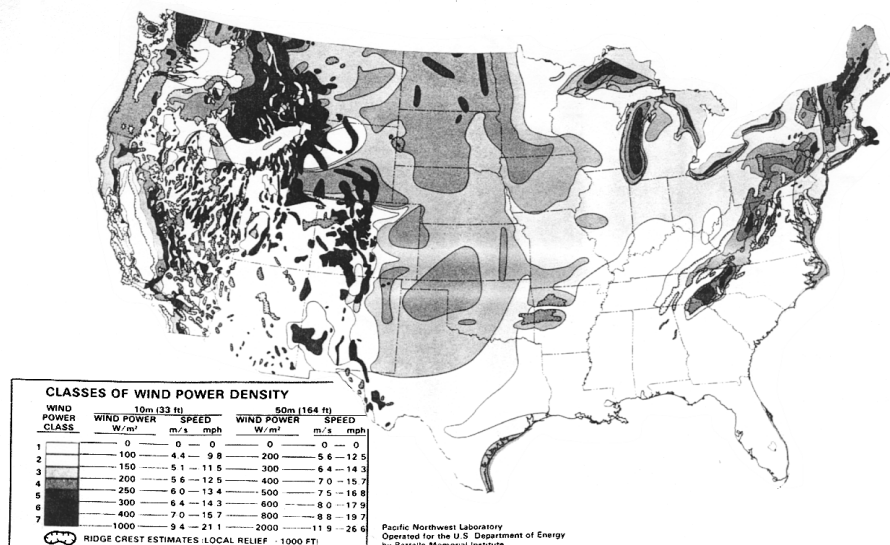 CLASSES OF WIND POWER DENSITY
WIND POWER CLASS 10m (33 ft) 50m (164 ft)
WIND POWER W/m² SPEED m/s mph WIND POWER W/m² SPEED m/s mph
0 0 0 0 0 0
1
100 4.4 9.8 200 5.6 12.5
2
150 5.1 11.5 300 6.4 14.3
3
200 5.6 12.5 400 7.0 15.7
4
250 6.0 13.4 500 7.5 16.8
5
300 6.4 14.3 600 8.0 17.9
6
400 7.0 15.7 800 8.8 19.7
7
1000 9.4 21.1 2000 11.9 26.6
RIDGE CREST ESTIMATES (LOCAL RELIEF > 1000 FT)
Pacific Northwest Laboratory
Operated for the U.S. Department of Energy
by Battelle Memorial Institute